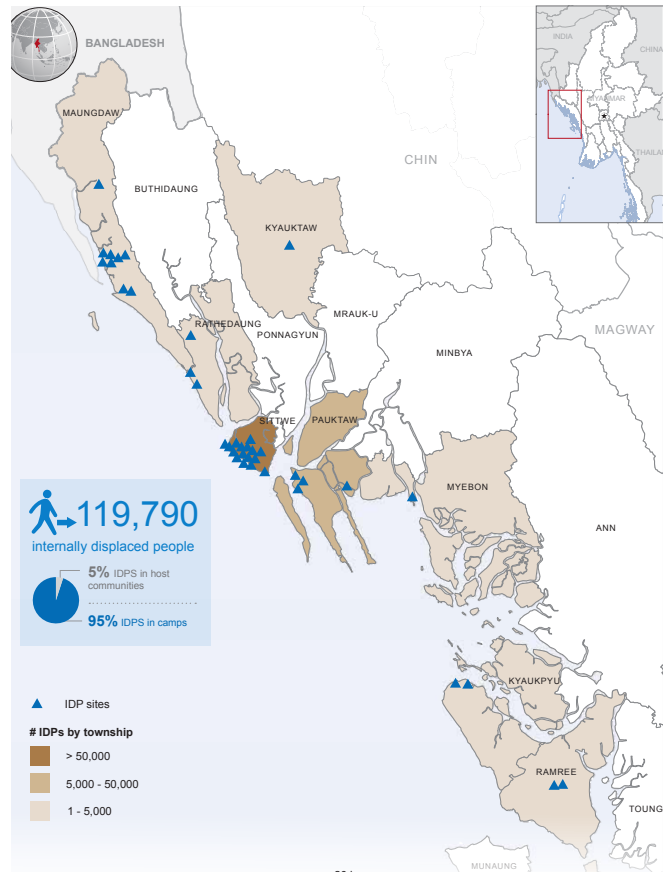 BANGLADESH
INDIA
CHINA
MYANMAR
THAILAND
MAUNGDAW
BUTHIDAUNG
CHIN
KYAUKTAW
MRAUK-U
RATHEDAUNG
PONNAGYUN
MAGWAY
MINBYA
SITTWE
PAUKTAW
MYEBON
ANN
119,790
internally displaced people
5% IDPS in host
communities
95% IDPS in camps
KYAUKPYU
IDP sites
# IDPs by township
> 50,000
5,000 - 50,000
1 - 5,000
RAMREE
TOUNG
MUNAUNG